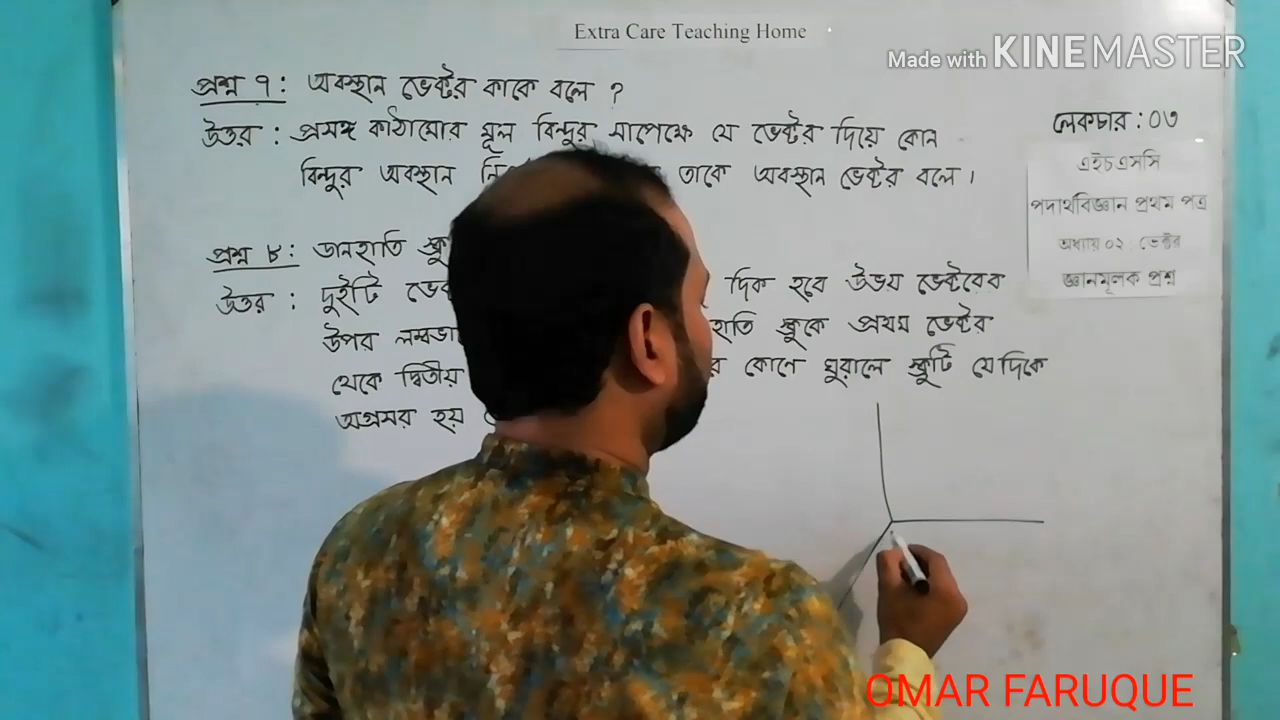 Extra Care Teaching Home
Made with KINEMASTER
প্রশ্ন ৭ : অবস্থান ভেক্টর কাকে বলে ?
উত্তর : প্রসঙ্গ কাঠামোর মূল বিন্দুর সাপেক্ষে যে ভেক্টর দিয়ে কোন
বিন্দুর অবস্থান তাকে অবস্থান ভেক্টর বলে।
লেকচার : ০৩
এইচএসসি
পদার্থবিজ্ঞান প্রথম পত্র
অধ্যায় ০২ : ভেক্টর
জ্ঞানমূলক প্রশ্ন
প্রশ্ন ৮ : ডানহাতি
উত্তর : দুইটি দিক হবে উভয় ভেক্টরের
উপর স্ক্রুকে প্রথম ভেক্টর
থেকে দ্বিতীয় কোণে ঘুরালে স্ক্রুটি যেদিকে
অগ্রসর হয়
OMAR FARUQUE